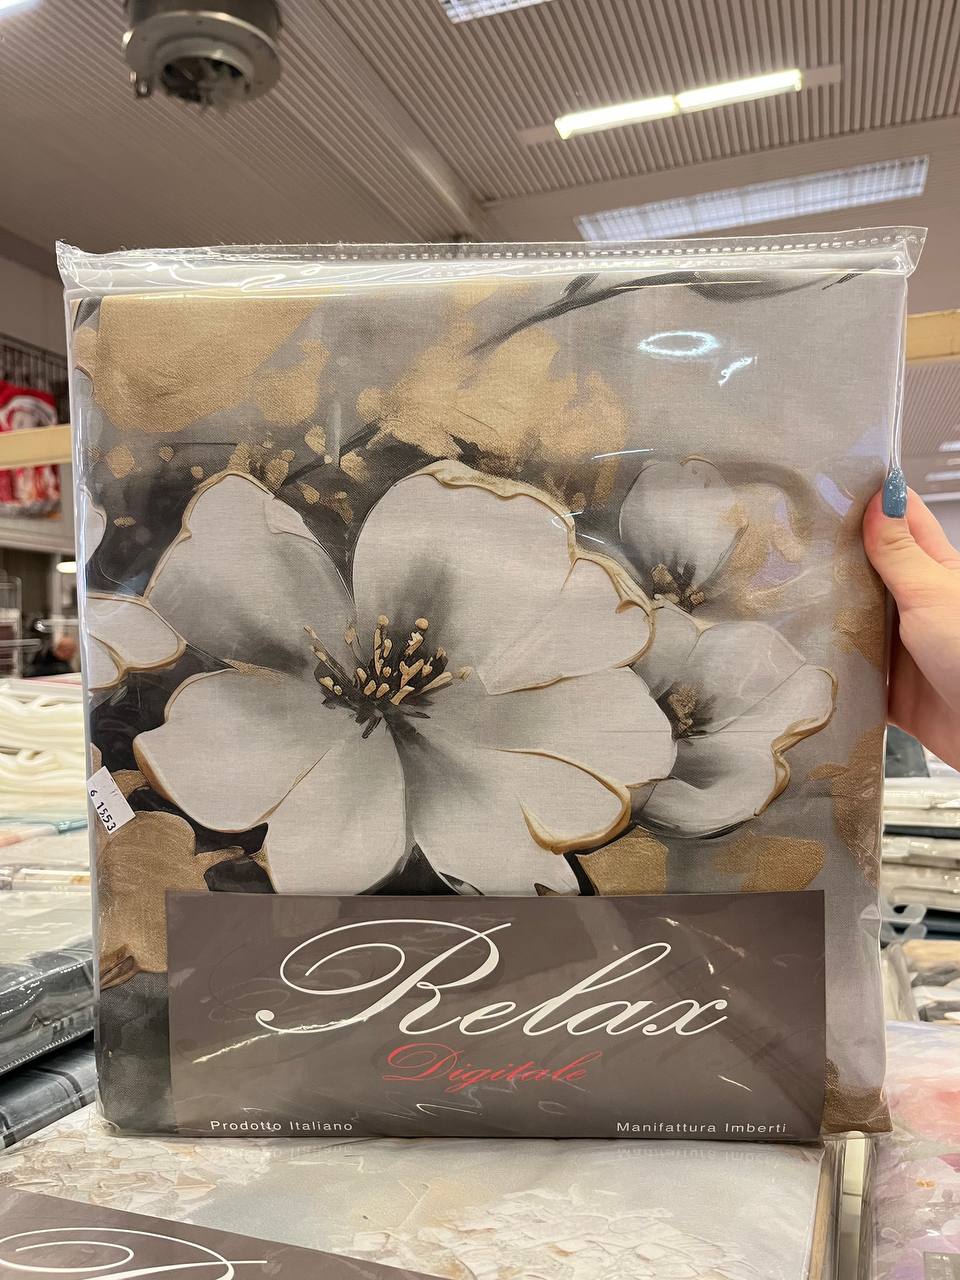 6 1553
Relax
Digitale
Prodotto Italiano
Manifattura Imberti